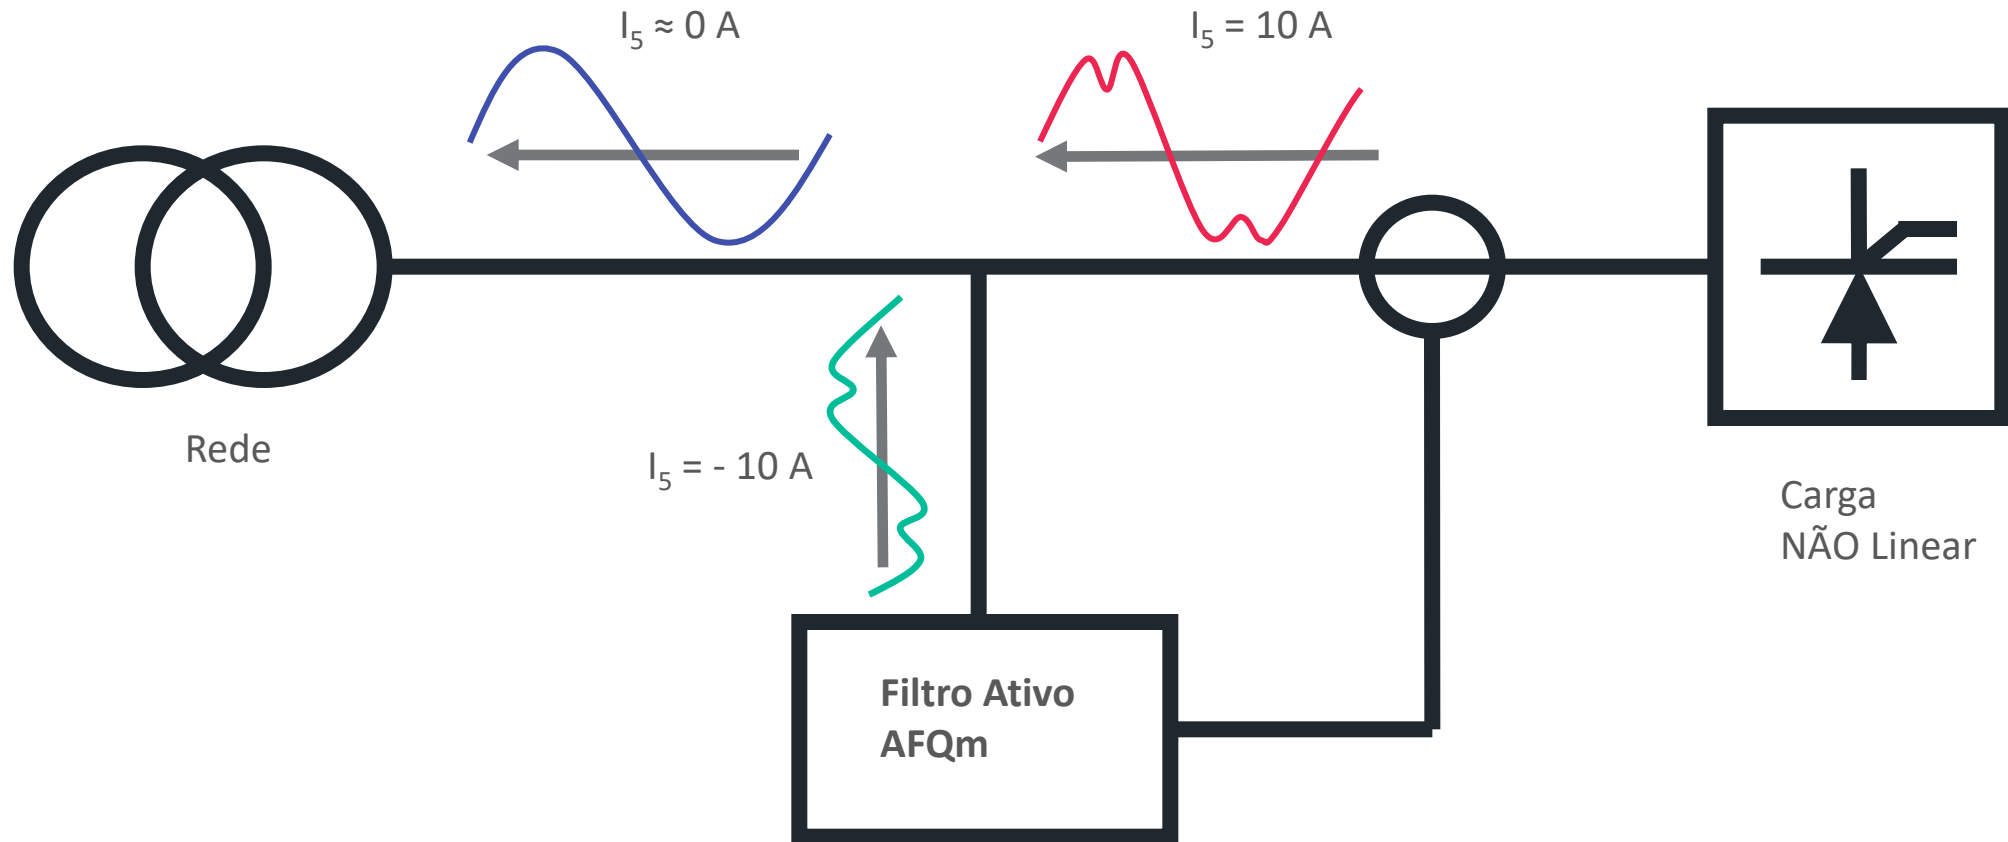 I₅ ≈ 0 A
I₅ = 10 A
Rede
I₅ = - 10 A
Carga
NÃO Linear
Filtro Ativo
AFQm